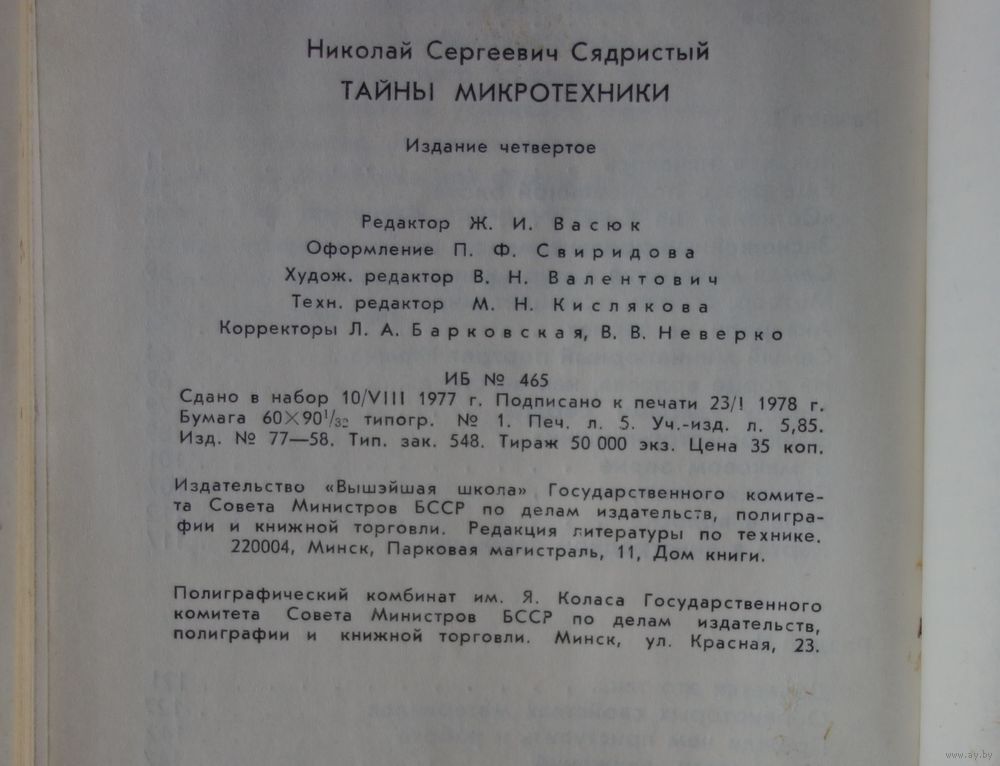 Николай Сергеевич Сядристый
ТАЙНЫ МИКРОТЕХНИКИ
Издание четвертое
Редактор Ж. И. Васюк
Оформление П. Ф. Свиридова
Худож. редактор В. Н. Валентович
Техн. редактор М. Н. Кислякова
Корректоры Л. А. Барковская, В. В. Неверко
ИБ № 465
Сдано в набор 10/VIII 1977 г. Подписано к печати 23/I 1978 г.
Бумага 60×90¹/₃₂ типогр. № 1. Печ. л. 5. Уч.-изд. л. 5,85.
Изд. № 77—58. Тип. зак. 548. Тираж 50 000 экз. Цена 35 коп.
Издательство «Вышэйшая школа» Государственного комите-
та Совета Министров БССР по делам издательств, полигра-
фии и книжной торговли. Редакция литературы по технике.
220004, Минск, Парковая магистраль, 11, Дом книги.
Полиграфический комбинат им. Я. Коласа Государственного
комитета Совета Министров БССР по делам издательств,
полиграфии и книжной торговли. Минск, ул. Красная, 23.
www.ay.by